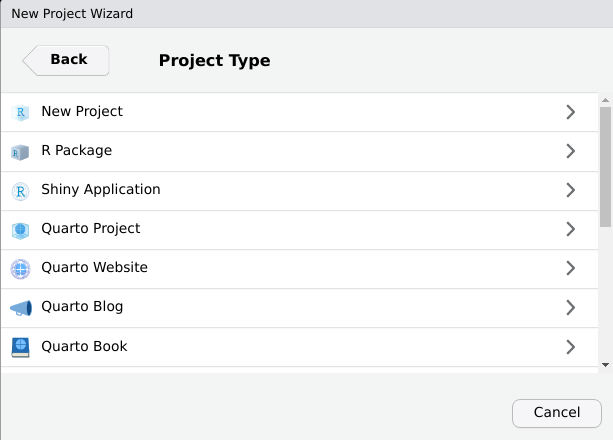 New Project Wizard
Back
Project Type
R New Project
R R Package
R Shiny Application
Quarto Project
Quarto Website
Quarto Blog
Quarto Book
Cancel